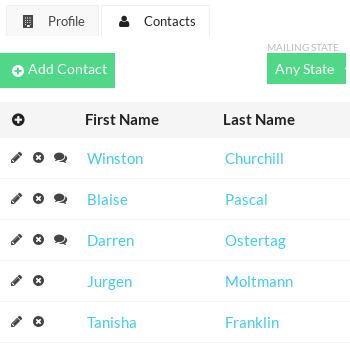 Profile Contacts
MAILING STATE
Add Contact Any State
First Name Last Name
Winston Churchill
Blaise Pascal
Darren Ostertag
Jurgen Moltmann
Tanisha Franklin